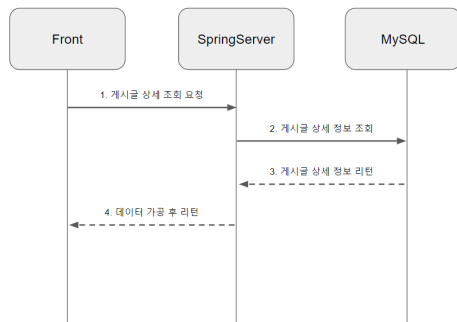 Front
SpringServer
MySQL
1. 게시글 상세 조회 요청
2. 게시글 상세 정보 조회
3. 게시글 상세 정보 리턴
4. 데이터 가공 후 리턴